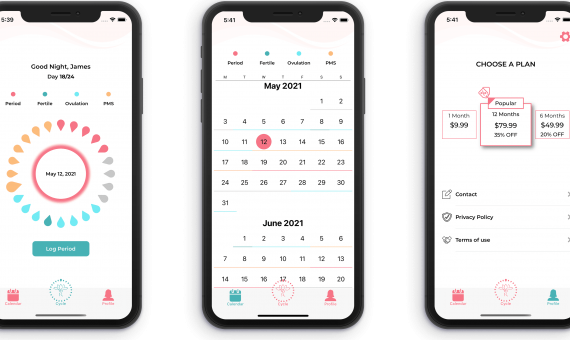 5:39
Good Night, James
Day 18/24
Period Fertile Ovulation PMS
May 12, 2021
Log Period
Calendar Cycle Profile
5:41
Period Fertile Ovulation PMS
M T W T F S S
May 2021
1 2
3 4 5 6 7 8 9
10 11 12 13 14 15 16
17 18 19 20 21 22 23
24 25 26 27 28 29 30
31
June 2021
1 2 3 4 5 6
7 8 9 10 11 12 13
14 15 16 17 18 19 20
Calendar Cycle Profile
5:41
CHOOSE A PLAN
Popular
1 Month
$9.99
12 Months
$79.99
35% OFF
6 Months
$49.99
20% OFF
Contact
Privacy Policy
Terms of use
Calendar Cycle Profile